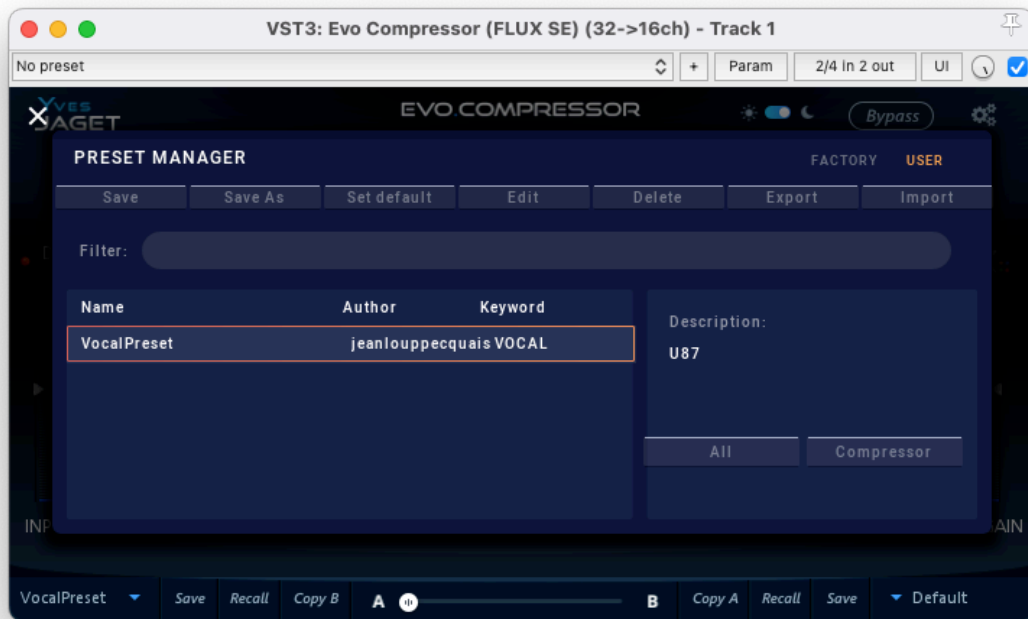 VST3: Evo Compressor (FLUX SE) (32->16ch) - Track 1
No preset + Param 2/4 in 2 out UI
YVES JAGET
EVO.COMPRESSOR Bypass
PRESET MANAGER FACTORY USER
Save Save As Set default Edit Delete Export Import
Filter:
Name Author Keyword
VocalPreset jeanlouppecquais VOCAL
Description:
U87
All Compressor
INP AIN
VocalPreset Save Recall Copy B A B Copy A Recall Save Default